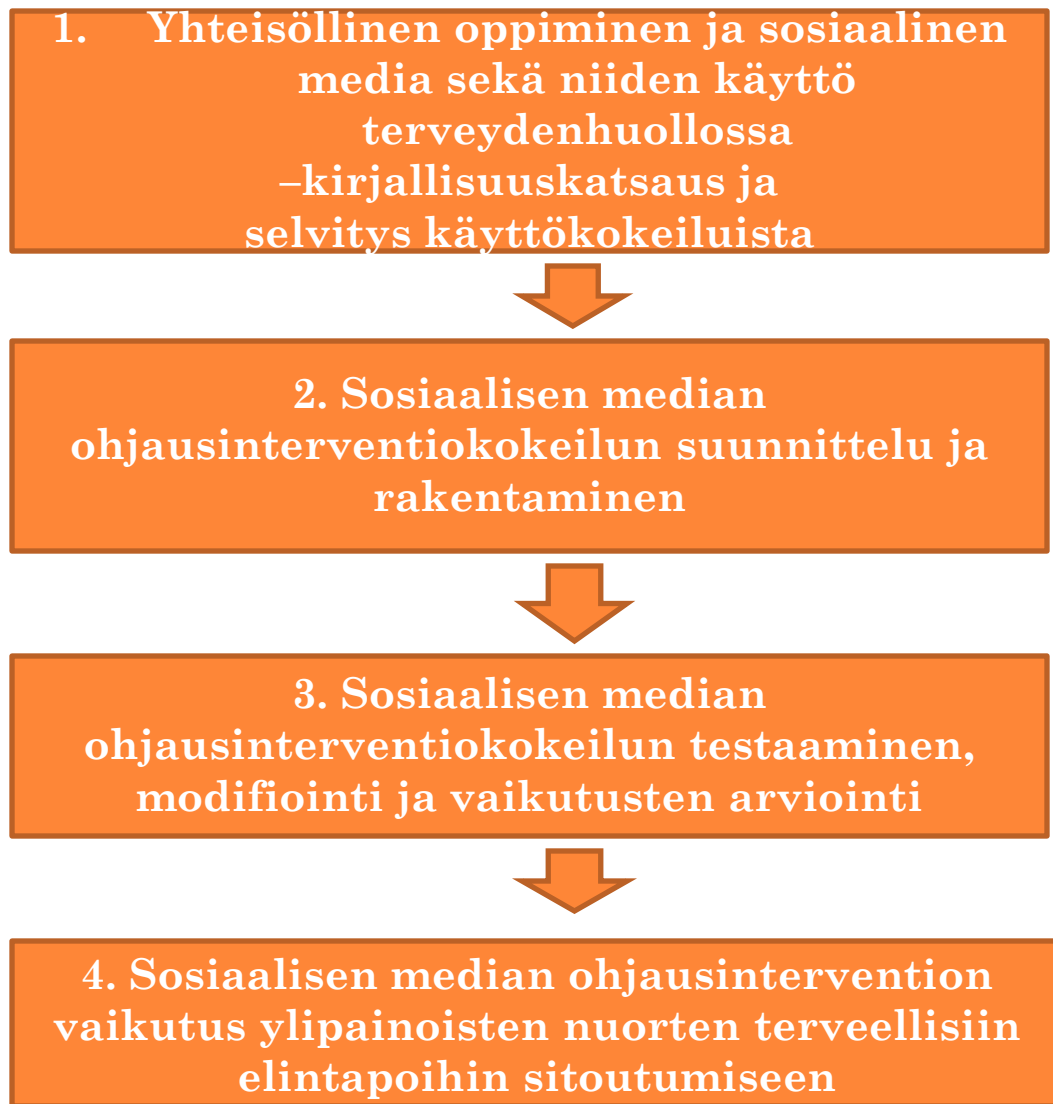 1. Yhteisöllinen oppiminen ja sosiaalinen
media sekä niiden käyttö
terveydenhuollossa
–kirjallisuuskatsaus ja
selvitys käyttökokeiluista
2. Sosiaalisen median
ohjausinterventiokokeilun suunnittelu ja
rakentaminen
3. Sosiaalisen median
ohjausinterventiokokeilun testaaminen,
modifiointi ja vaikutusten arviointi
4. Sosiaalisen median ohjausintervention
vaikutus ylipainoisten nuorten terveellisiin
elintapoihin sitoutumiseen